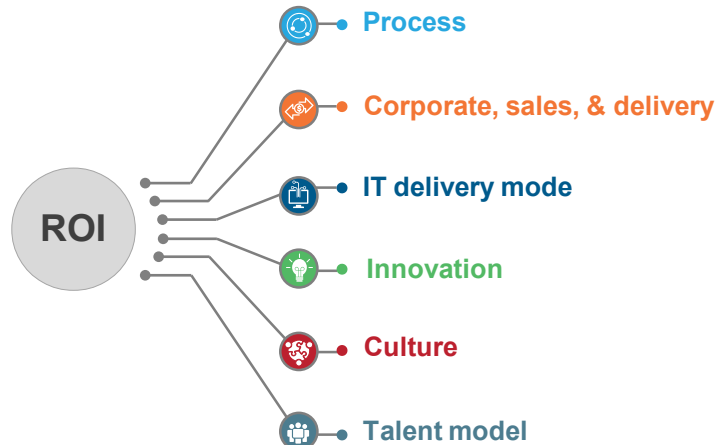 Process
Corporate, sales, & delivery
IT delivery mode
ROI
Innovation
Culture
Talent model